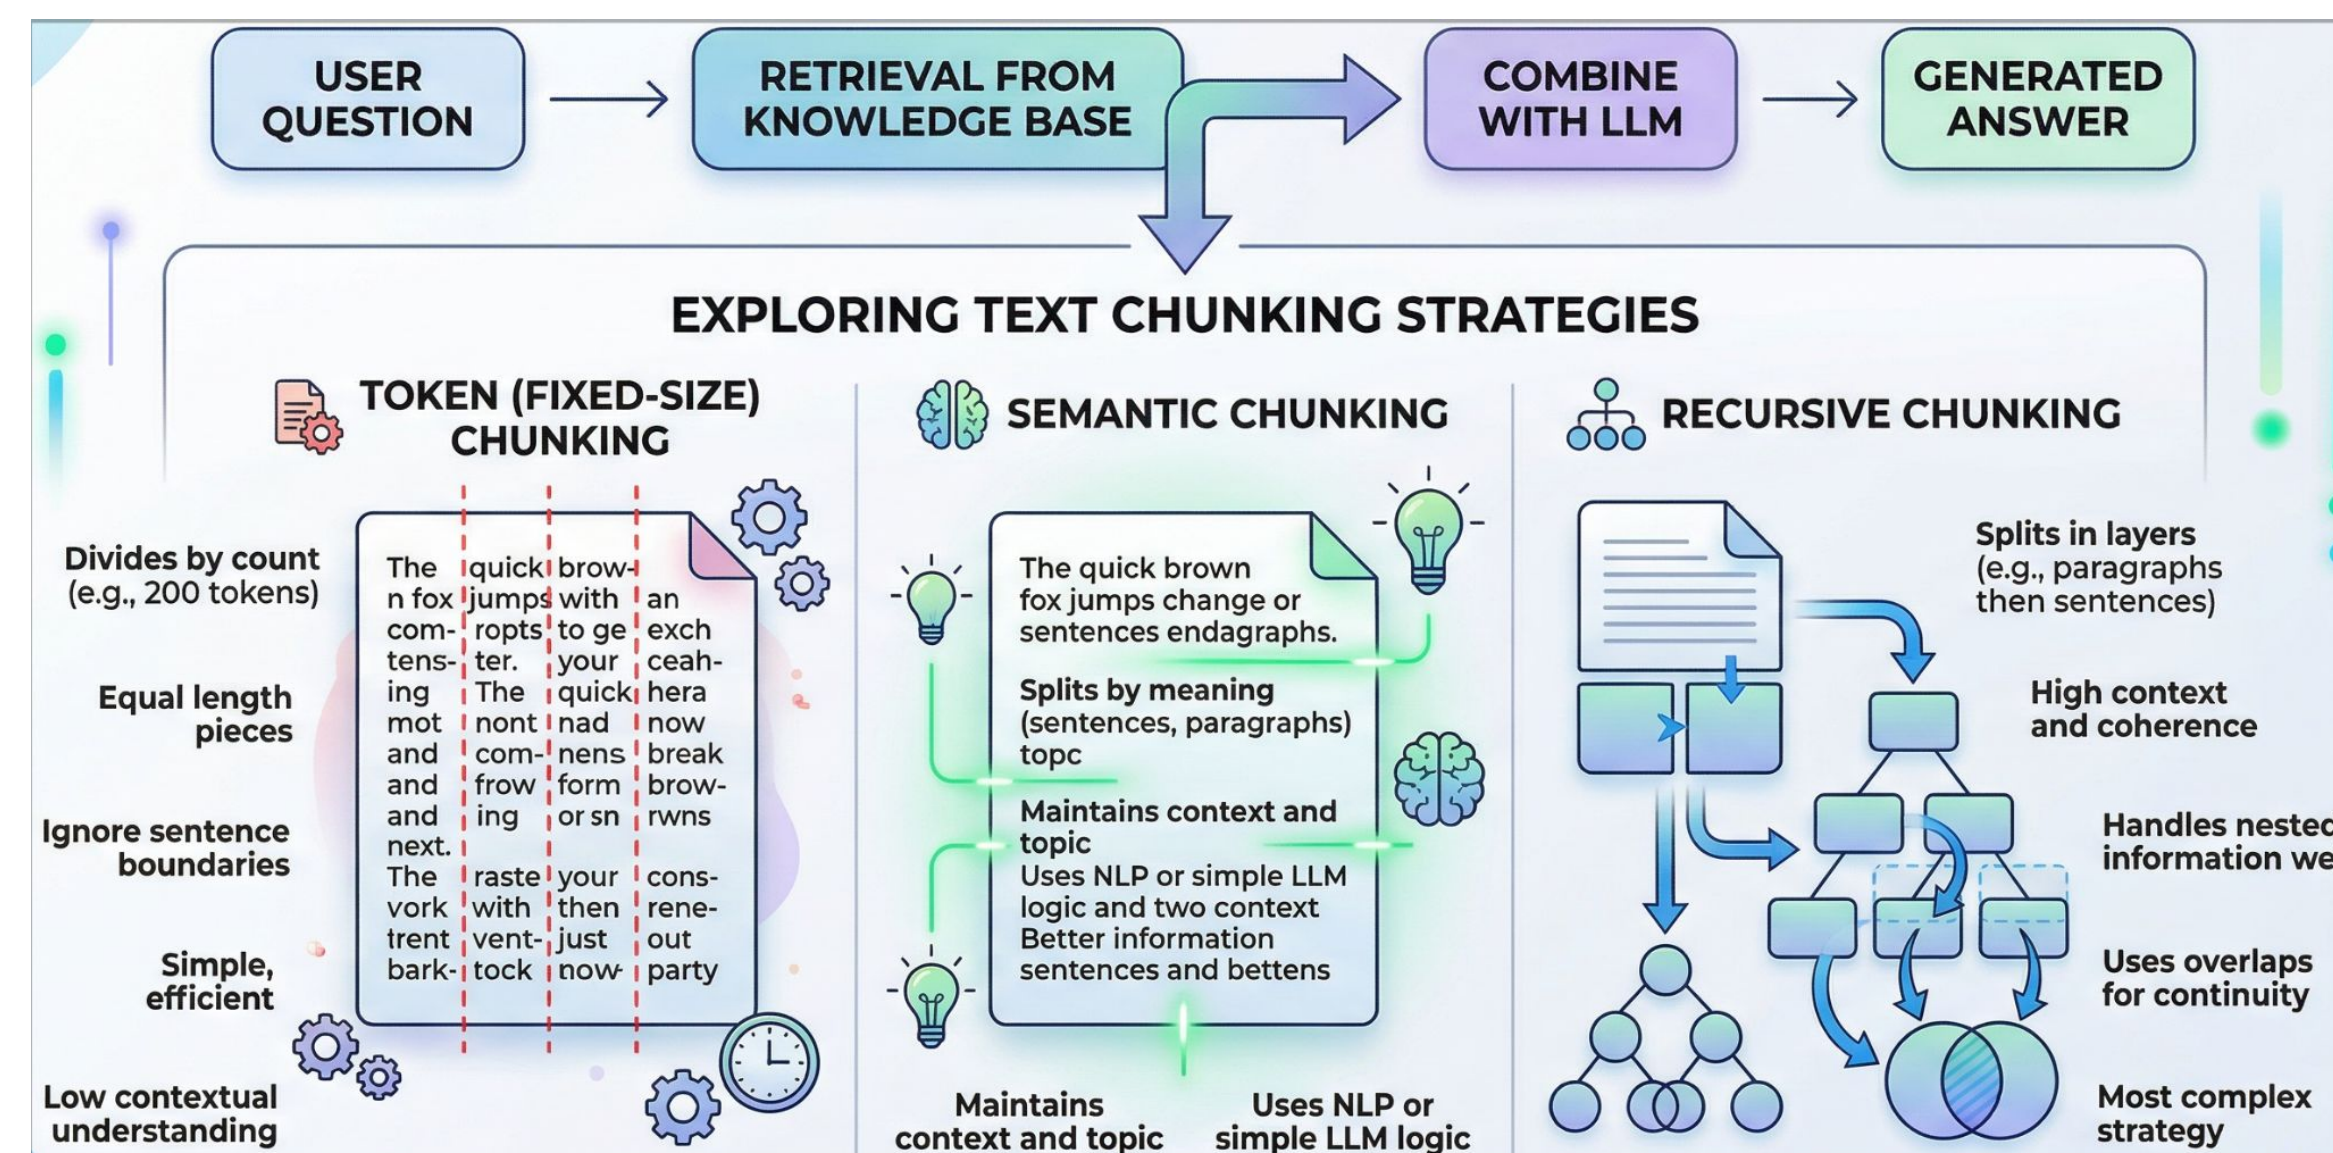 USER
QUESTION
RETRIEVAL FROM
KNOWLEDGE BASE
COMBINE
WITH LLM
GENERATED
ANSWER
EXPLORING TEXT CHUNKING STRATEGIES
TOKEN (FIXED-SIZE)
CHUNKING
Divides by count
(e.g., 200 tokens)
Equal length
pieces
Ignore sentence
boundaries
Simple,
efficient
Low contextual
understanding
The quick brow-
n fox jumps with an
com- ropts to ge exch
tens- ter. your ceah-
ing The quick hera
mot nont nad now
and com- nens break
and frow form brow-
and ing or sn rwns
next.
The raste your cons-
vork with then rene-
trent vent- just out
bark- tock now party
SEMANTIC CHUNKING
The quick brown
fox jumps change or
sentences endagraphs.
Splits by meaning
(sentences, paragraphs)
topc
Maintains context and
topic
Uses NLP or simple LLM
logic and two context
Better information
sentences and bettens
Maintains
context and topic
Uses NLP or
simple LLM logic
RECURSIVE CHUNKING
Splits in layers
(e.g., paragraphs
then sentences)
High context
and coherence
Handles nested
information we
Uses overlaps
for continuity
Most complex
strategy